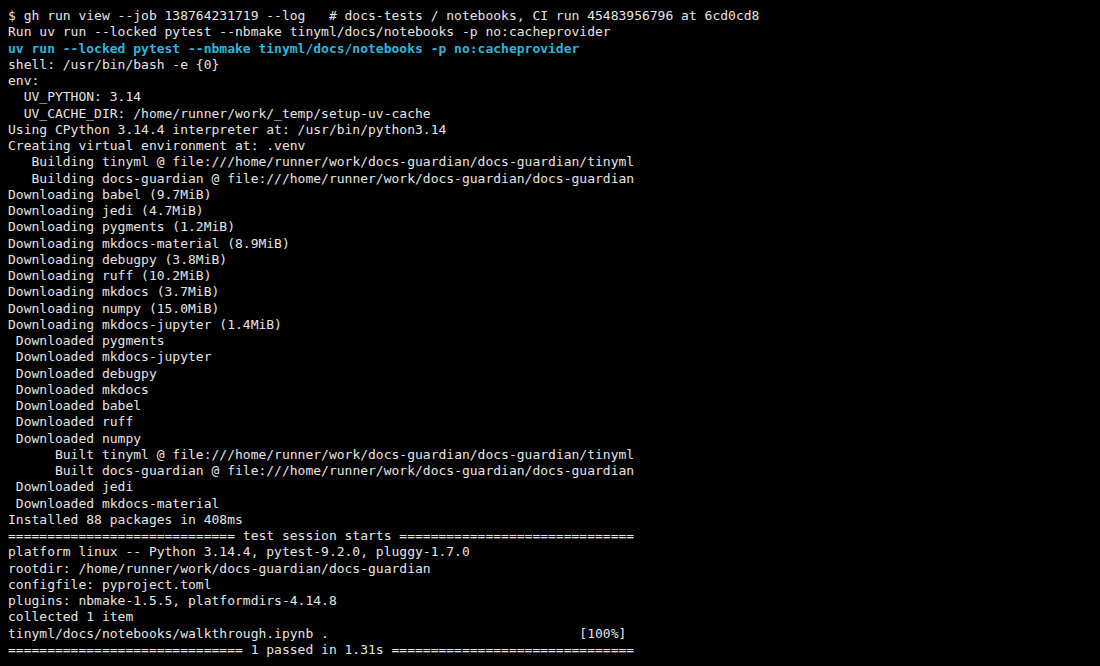 $ gh run view --job 138764231719 --log   # docs-tests / notebooks, CI run 45483956796 at 6cd0cd8
Run uv run --locked pytest --nbmake tinyml/docs/notebooks -p no:cacheprovider
uv run --locked pytest --nbmake tinyml/docs/notebooks -p no:cacheprovider
shell: /usr/bin/bash -e {0}
env:
  UV_PYTHON: 3.14
  UV_CACHE_DIR: /home/runner/work/_temp/setup-uv-cache
Using CPython 3.14.4 interpreter at: /usr/bin/python3.14
Creating virtual environment at: .venv
   Building tinyml @ file:///home/runner/work/docs-guardian/docs-guardian/tinyml
   Building docs-guardian @ file:///home/runner/work/docs-guardian/docs-guardian
Downloading babel (9.7MiB)
Downloading jedi (4.7MiB)
Downloading pygments (1.2MiB)
Downloading mkdocs-material (8.9MiB)
Downloading debugpy (3.8MiB)
Downloading ruff (10.2MiB)
Downloading mkdocs (3.7MiB)
Downloading numpy (15.0MiB)
Downloading mkdocs-jupyter (1.4MiB)
 Downloaded pygments
 Downloaded mkdocs-jupyter
 Downloaded debugpy
 Downloaded mkdocs
 Downloaded babel
 Downloaded ruff
 Downloaded numpy
      Built tinyml @ file:///home/runner/work/docs-guardian/docs-guardian/tinyml
      Built docs-guardian @ file:///home/runner/work/docs-guardian/docs-guardian
 Downloaded jedi
 Downloaded mkdocs-material
Installed 88 packages in 408ms
============================= test session starts ==============================
platform linux -- Python 3.14.4, pytest-9.2.0, pluggy-1.7.0
rootdir: /home/runner/work/docs-guardian/docs-guardian
configfile: pyproject.toml
plugins: nbmake-1.5.5, platformdirs-4.14.8
collected 1 item
tinyml/docs/notebooks/walkthrough.ipynb .                                [100%]
============================== 1 passed in 1.31s ===============================